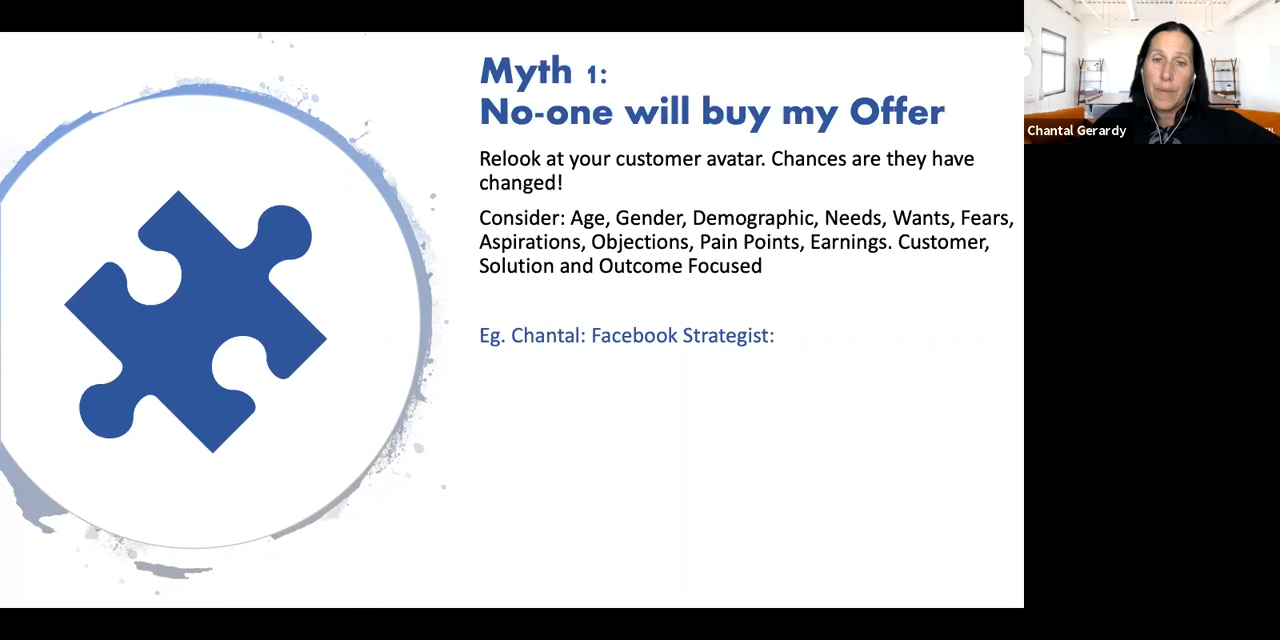 Myth 1:
No-one will buy my Offer
Relook at your customer avatar. Chances are they have
changed!
Consider: Age, Gender, Demographic, Needs, Wants, Fears,
Aspirations, Objections, Pain Points, Earnings. Customer,
Solution and Outcome Focused
Eg. Chantal: Facebook Strategist:
Chantal Gerardy